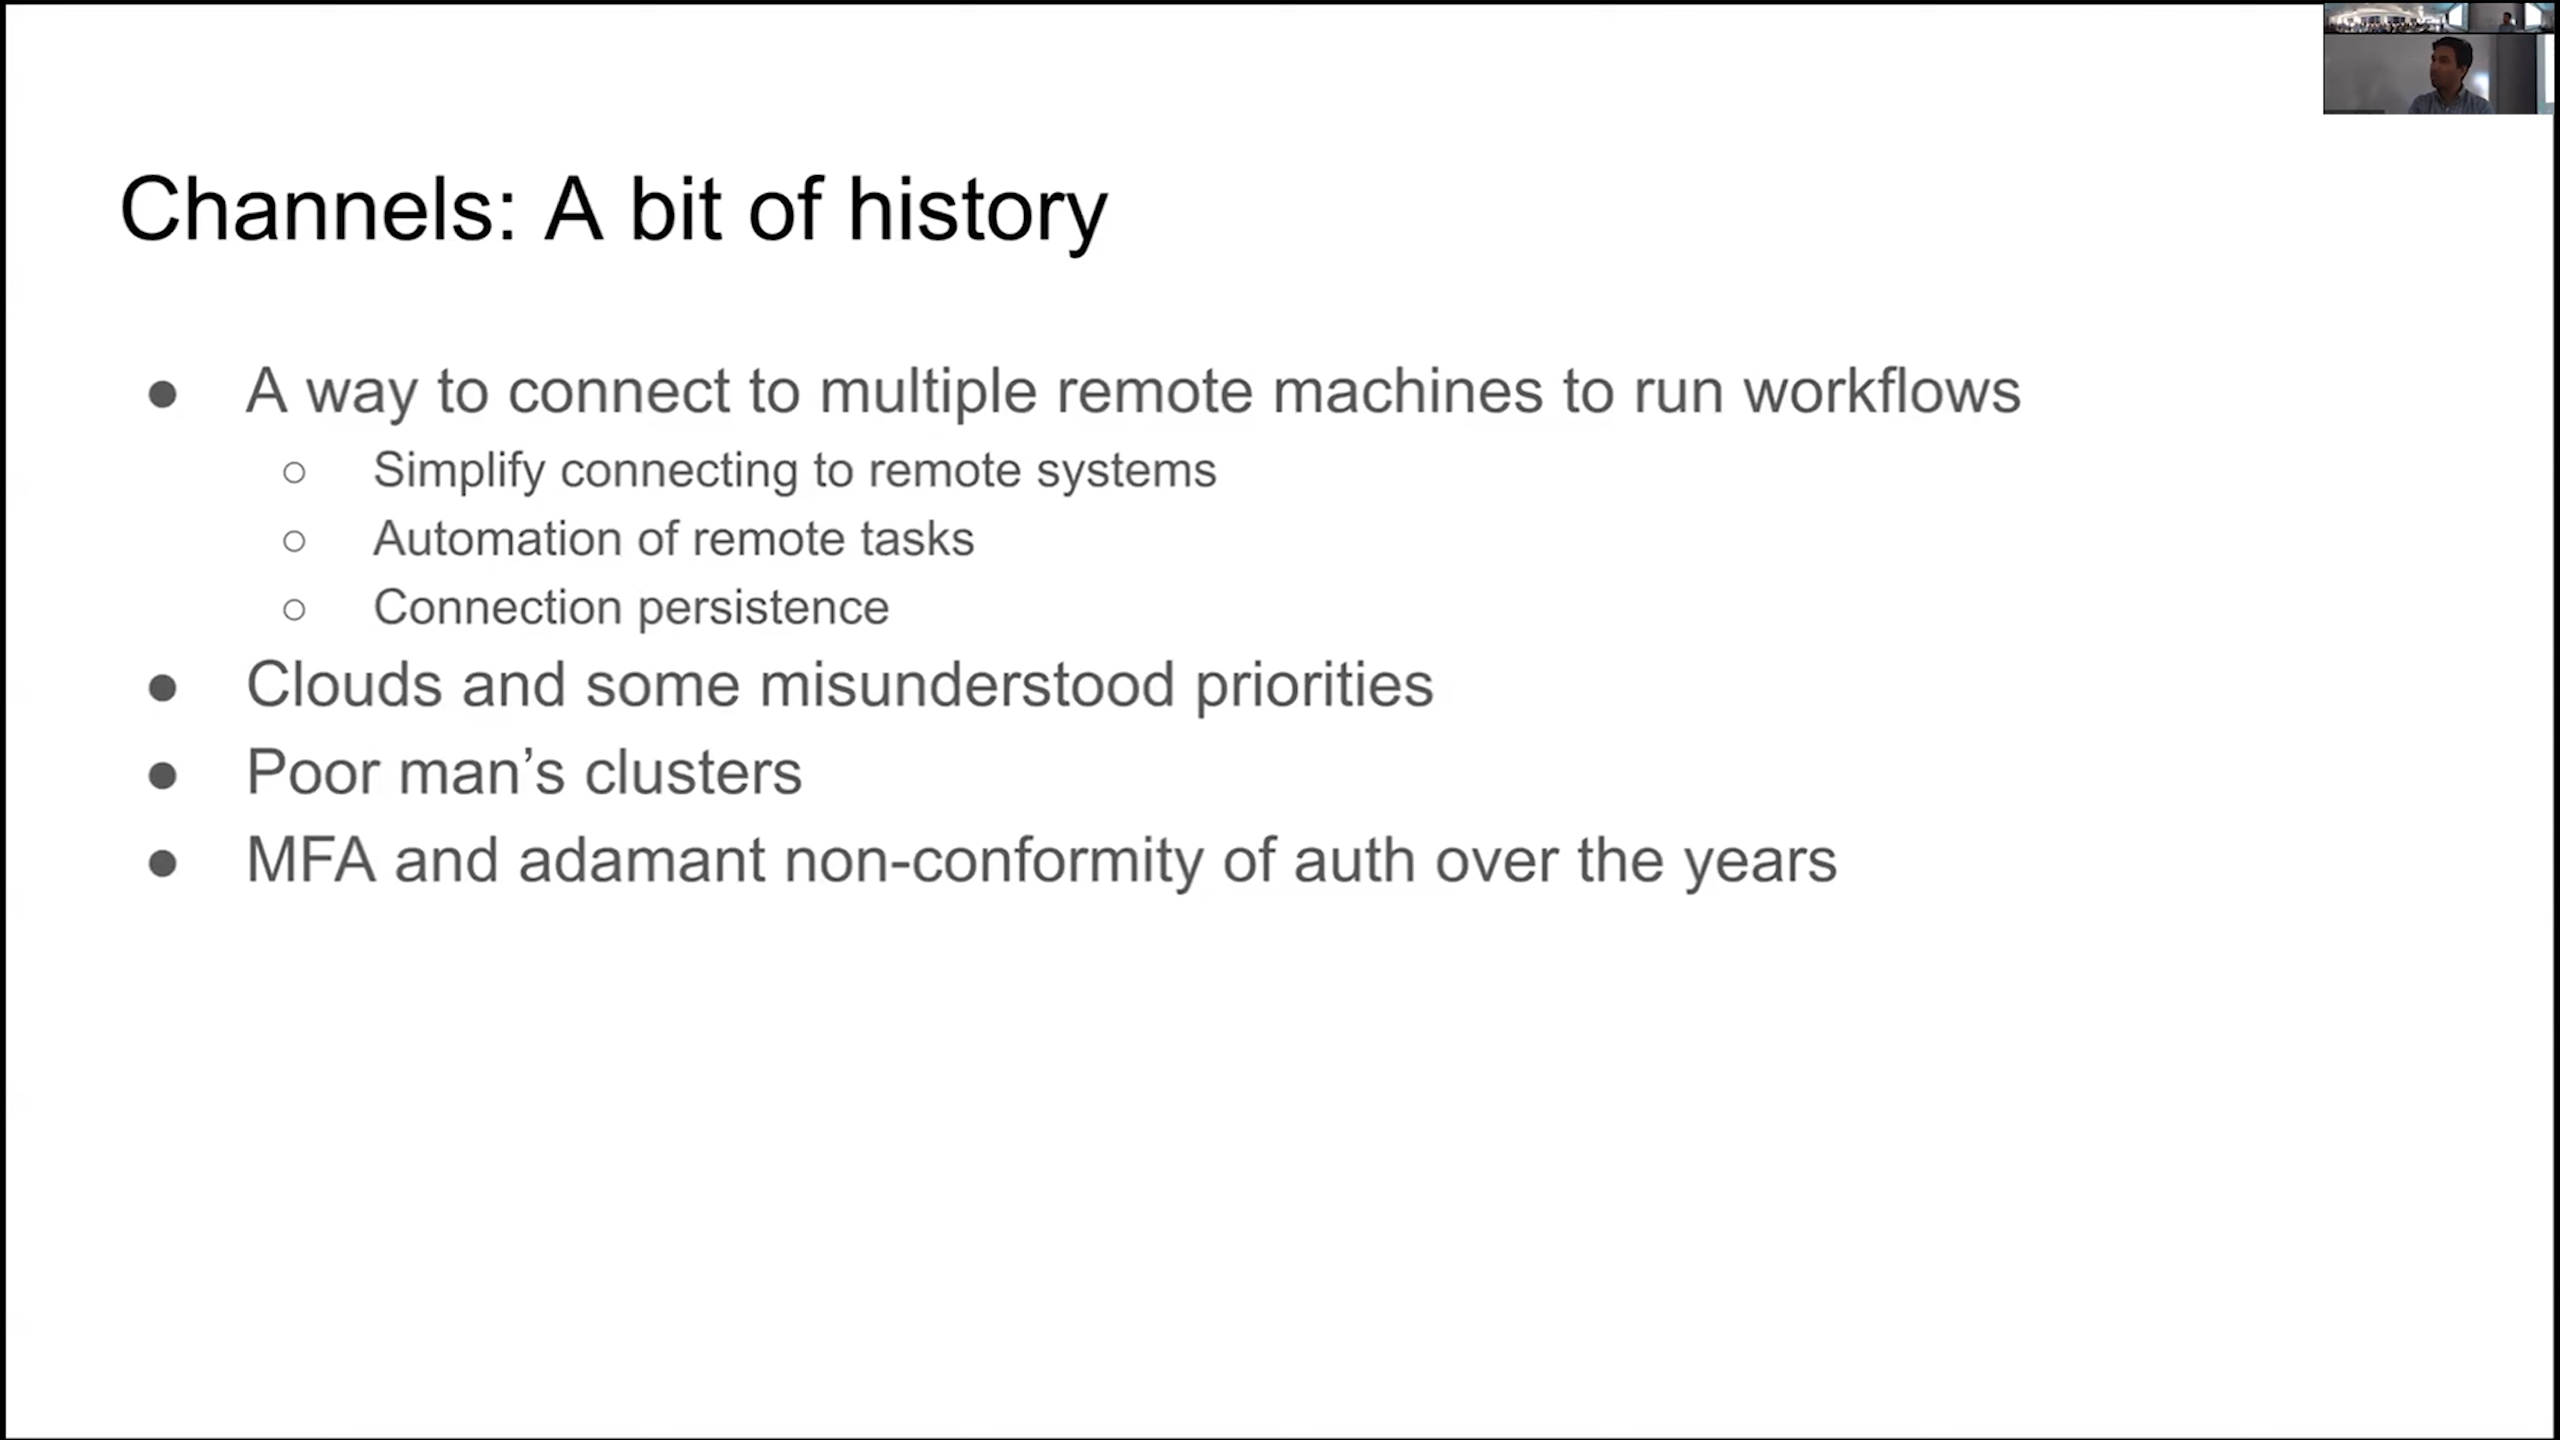 Channels: A bit of history
● A way to connect to multiple remote machines to run workflows
○ Simplify connecting to remote systems
○ Automation of remote tasks
○ Connection persistence
● Clouds and some misunderstood priorities
● Poor man’s clusters
● MFA and adamant non-conformity of auth over the years